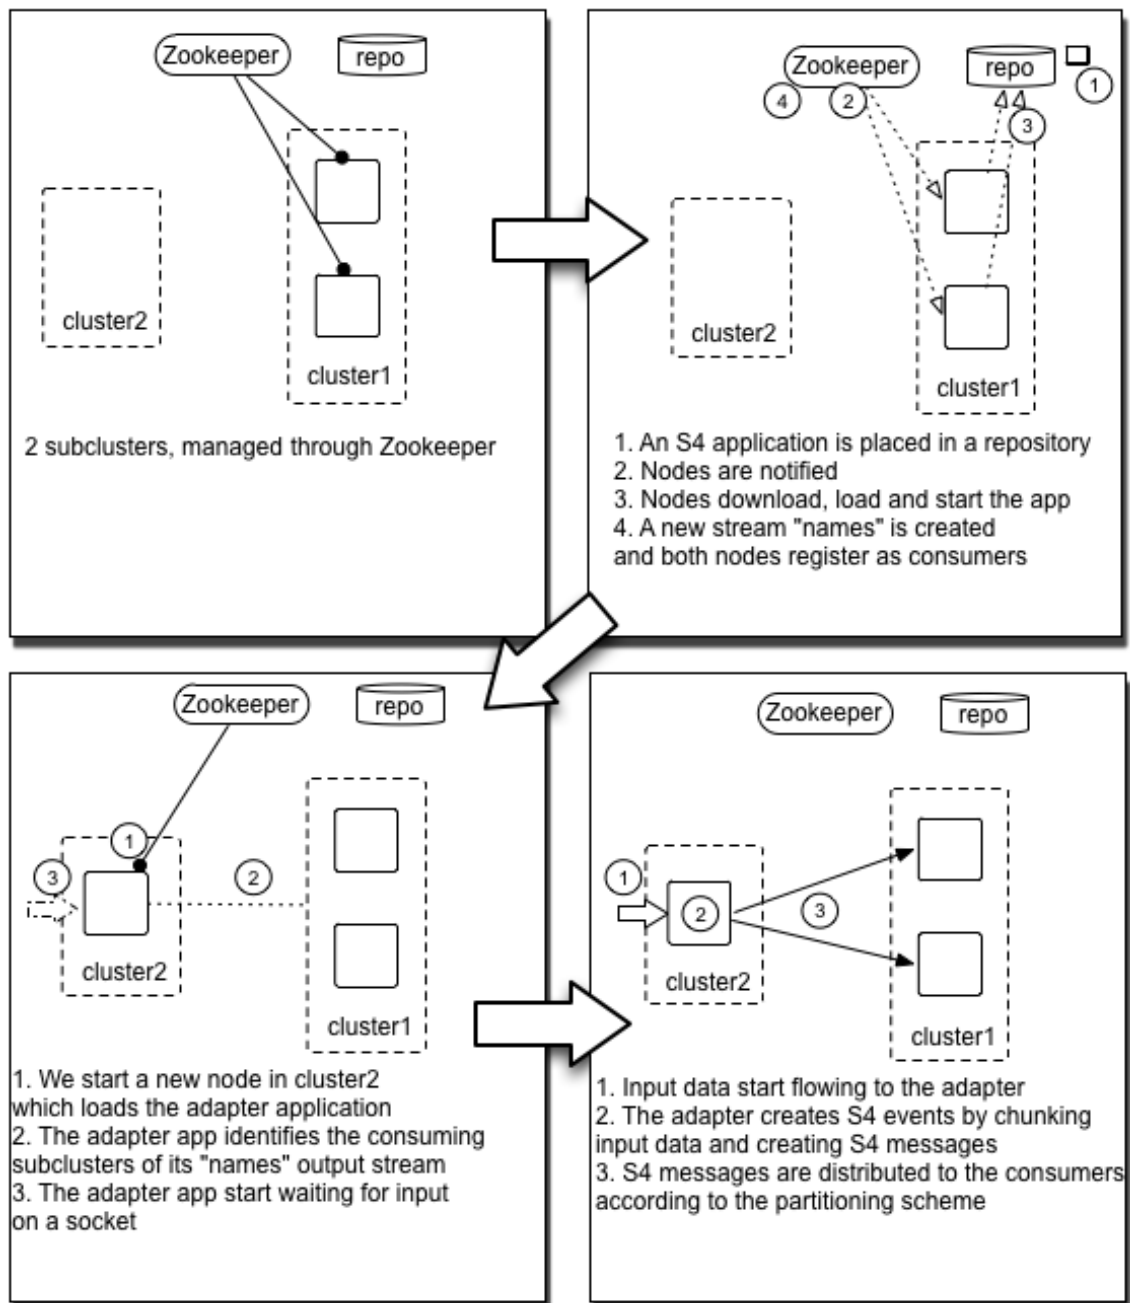 Zookeeper
repo
cluster2
cluster1
2 subclusters, managed through Zookeeper
Zookeeper
repo
1
4
2
3
cluster2
cluster1
1. An S4 application is placed in a repository
2. Nodes are notified
3. Nodes download, load and start the app
4. A new stream "names" is created
and both nodes register as consumers
Zookeeper
repo
1
3
2
cluster2
cluster1
1. We start a new node in cluster2
which loads the adapter application
2. The adapter app identifies the consuming
subclusters of its "names" output stream
3. The adapter app start waiting for input
on a socket
Zookeeper
repo
1
2
3
cluster2
cluster1
1. Input data start flowing to the adapter
2. The adapter creates S4 events by chunking
input data and creating S4 messages
3. S4 messages are distributed to the consumers
according to the partitioning scheme